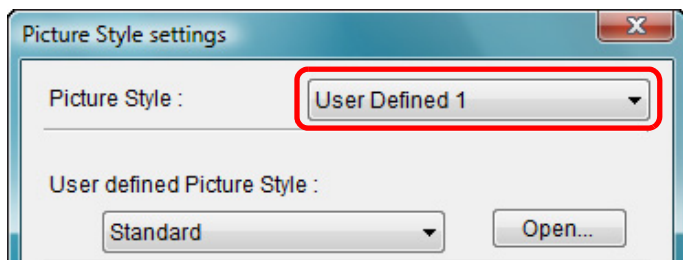 Picture Style settings
Picture Style : User Defined 1
User defined Picture Style :
Standard Open...